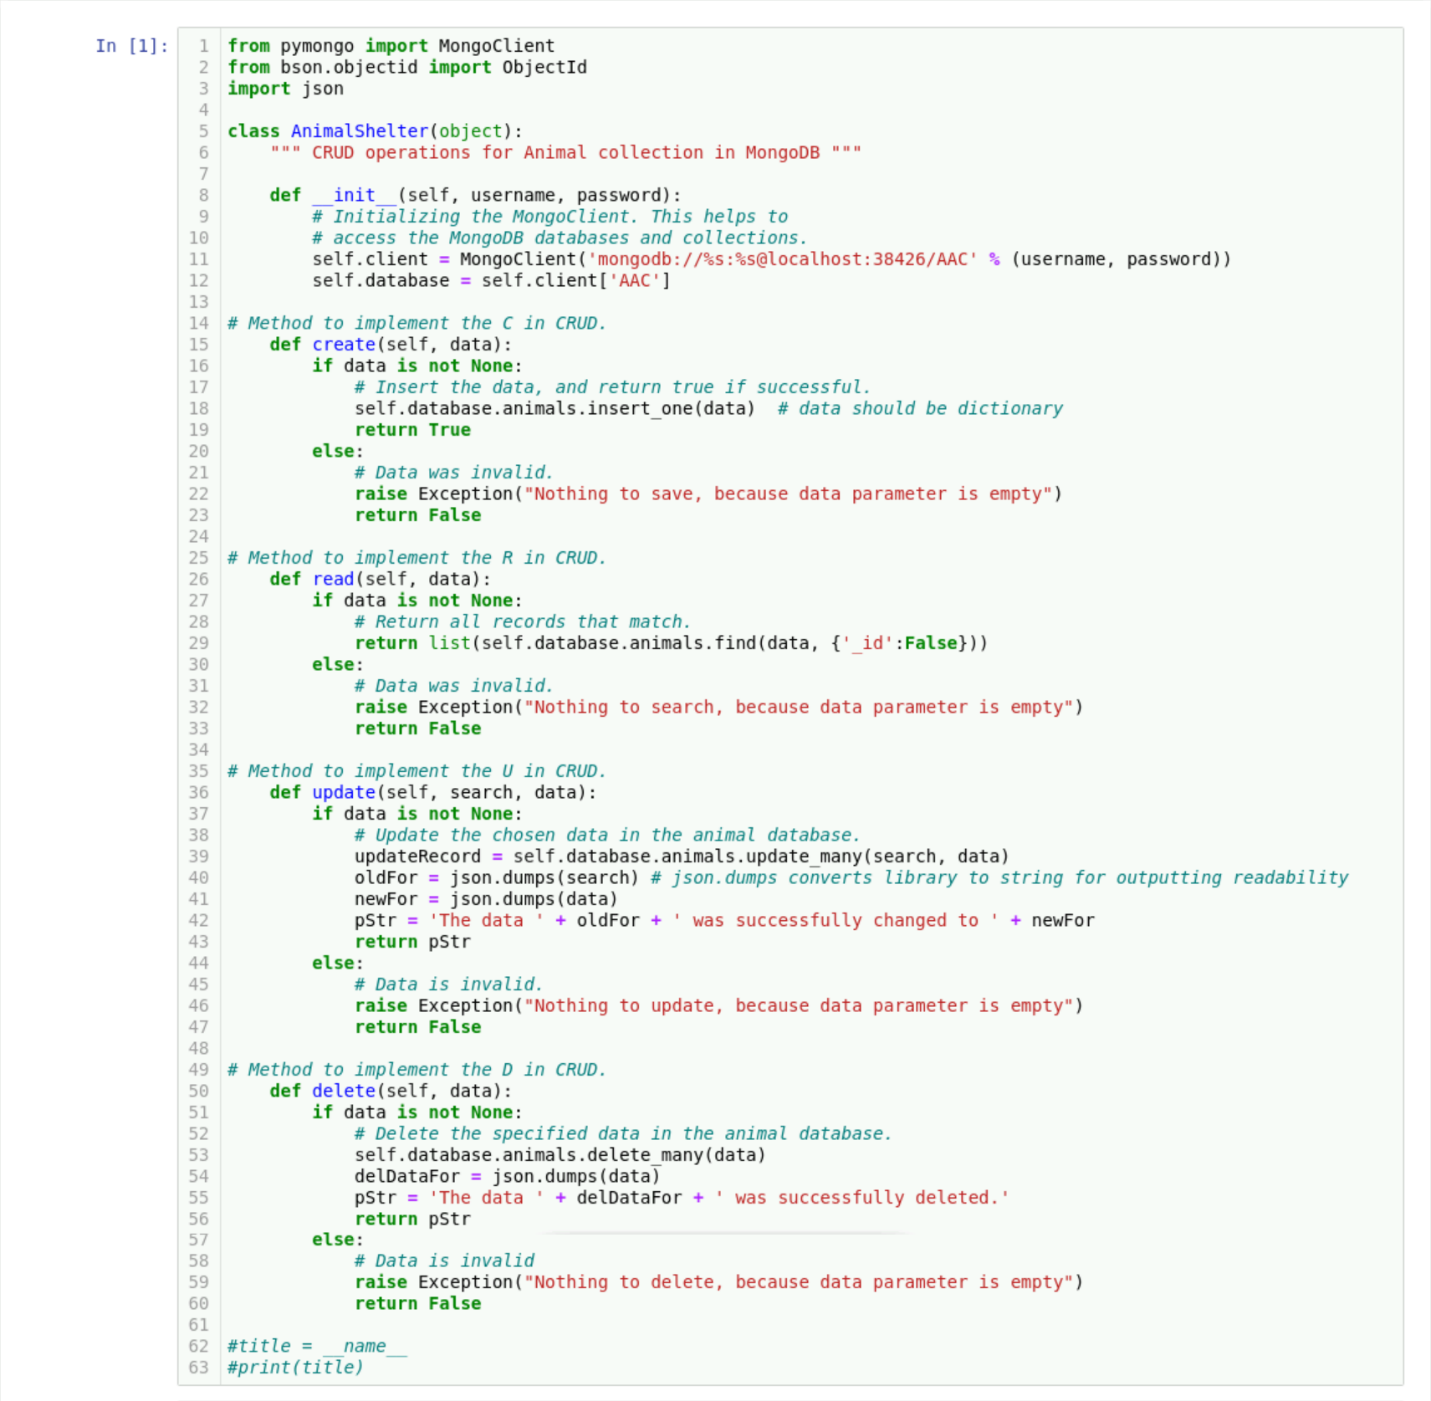 In [1]:
1 from pymongo import MongoClient
2 from bson.objectid import ObjectId
3 import json
4
5 class AnimalShelter(object):
6     """ CRUD operations for Animal collection in MongoDB """
7
8     def __init__(self, username, password):
9         # Initializing the MongoClient. This helps to
10         # access the MongoDB databases and collections.
11         self.client = MongoClient('mongodb://%s:%s@localhost:38426/AAC' % (username, password))
12         self.database = self.client['AAC']
13
14 # Method to implement the C in CRUD.
15     def create(self, data):
16         if data is not None:
17             # Insert the data, and return true if successful.
18             self.database.animals.insert_one(data)  # data should be dictionary
19             return True
20         else:
21             # Data was invalid.
22             raise Exception("Nothing to save, because data parameter is empty")
23             return False
24
25 # Method to implement the R in CRUD.
26     def read(self, data):
27         if data is not None:
28             # Return all records that match.
29             return list(self.database.animals.find(data, {'_id':False}))
30         else:
31             # Data was invalid.
32             raise Exception("Nothing to search, because data parameter is empty")
33             return False
34
35 # Method to implement the U in CRUD.
36     def update(self, search, data):
37         if data is not None:
38             # Update the chosen data in the animal database.
39             updateRecord = self.database.animals.update_many(search, data)
40             oldFor = json.dumps(search) # json.dumps converts library to string for outputting readability
41             newFor = json.dumps(data)
42             pStr = 'The data ' + oldFor + ' was successfully changed to ' + newFor
43             return pStr
44         else:
45             # Data is invalid.
46             raise Exception("Nothing to update, because data parameter is empty")
47             return False
48
49 # Method to implement the D in CRUD.
50     def delete(self, data):
51         if data is not None:
52             # Delete the specified data in the animal database.
53             self.database.animals.delete_many(data)
54             delDataFor = json.dumps(data)
55             pStr = 'The data ' + delDataFor + ' was successfully deleted.'
56             return pStr
57         else:
58             # Data is invalid
59             raise Exception("Nothing to delete, because data parameter is empty")
60             return False
61
62 #title = __name__
63 #print(title)